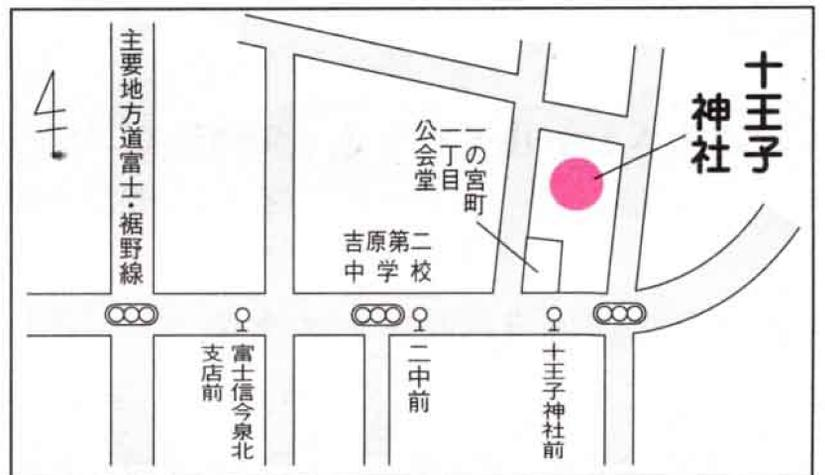 十王子
神社
一の宮町
一丁目
公会堂
吉原第二
中学校
主要地方道富士・裾野線
富士信今泉北
支店前
二中前
十王子神社前